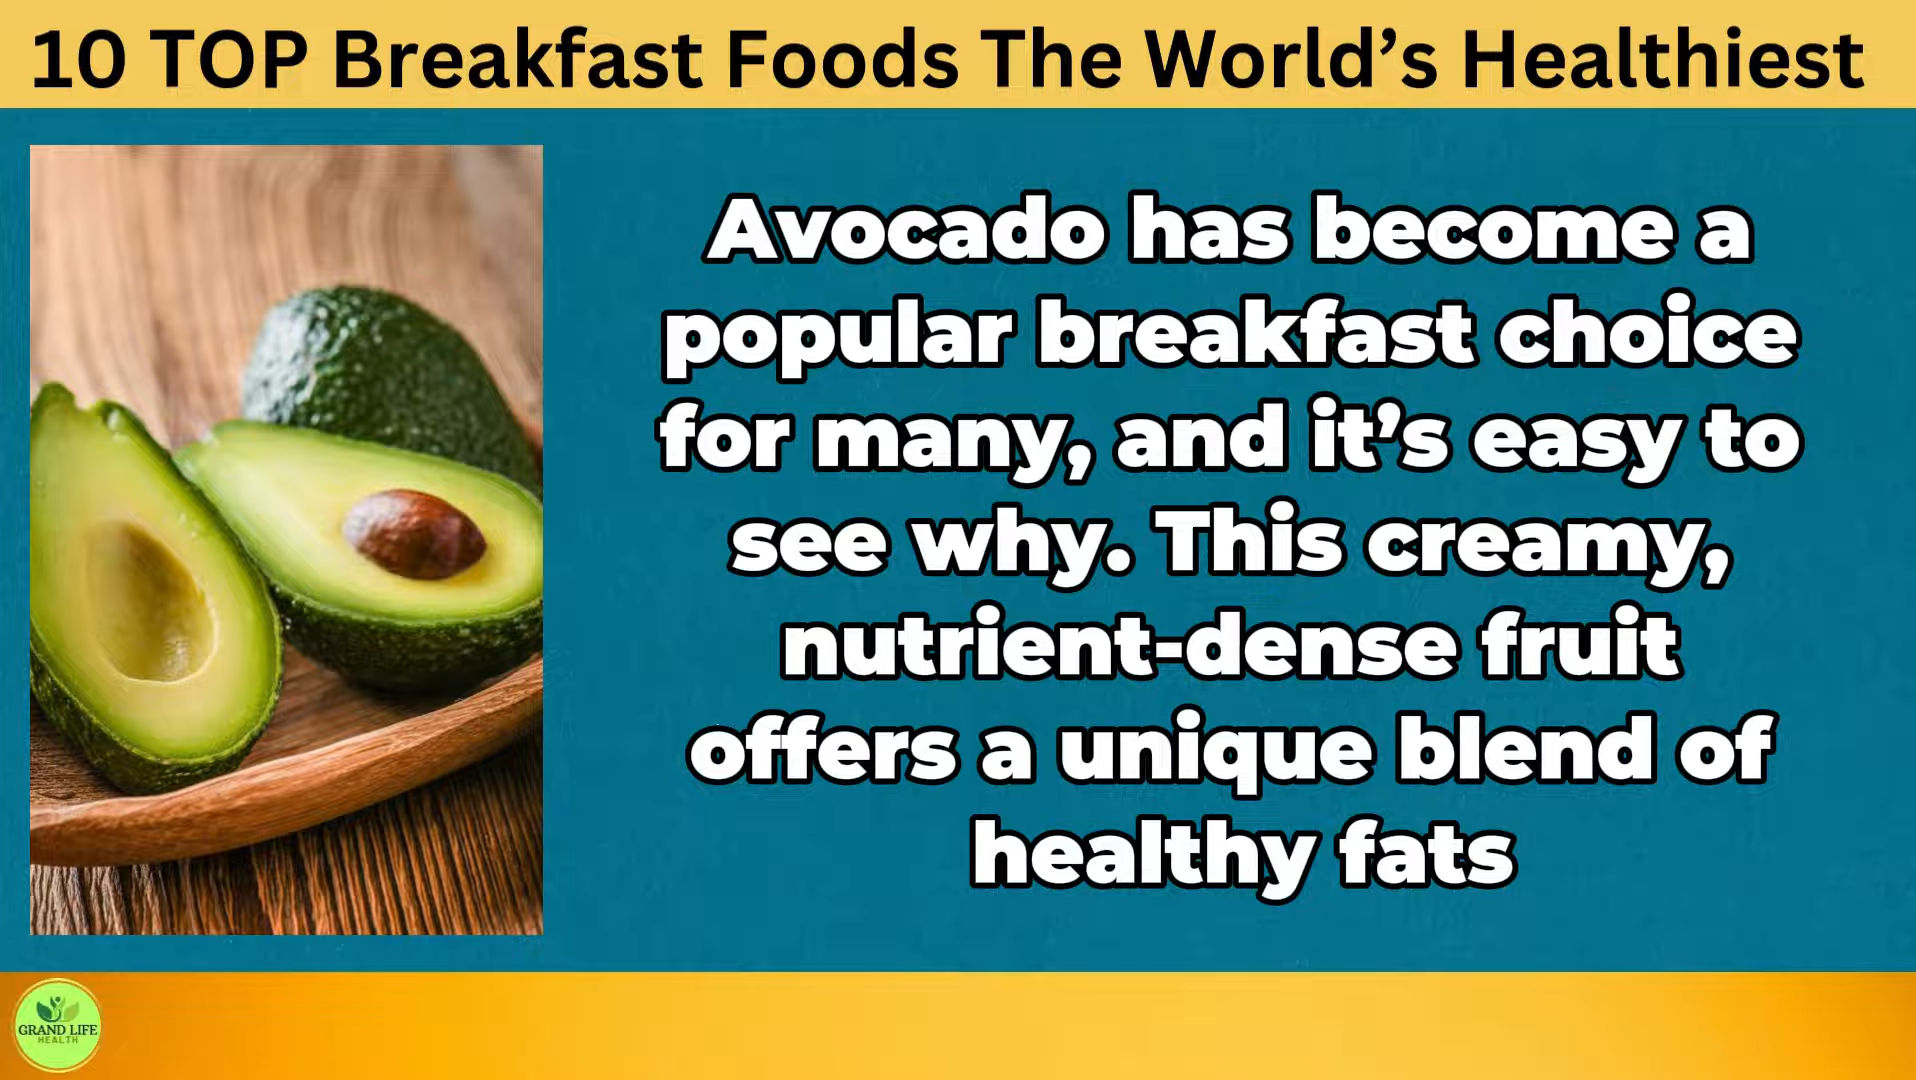 10 TOP Breakfast Foods The World’s Healthiest
Avocado has become a
popular breakfast choice
for many, and it’s easy to
see why. This creamy,
nutrient-dense fruit
offers a unique blend of
healthy fats
GRAND LIFE
HEALTH